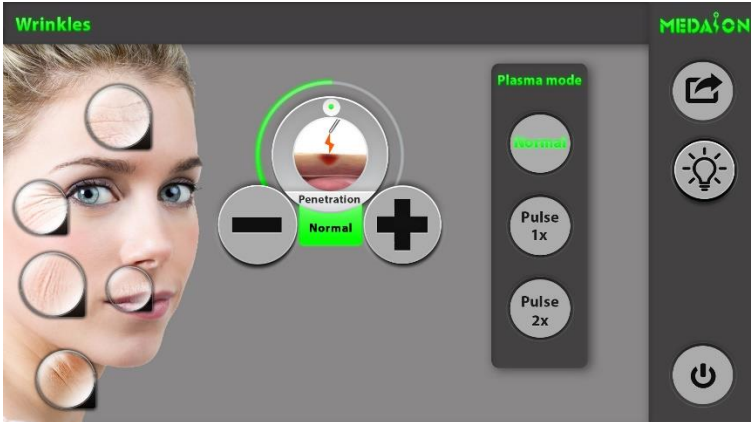 Wrinkles
MEDAION
Plasma mode
Normal
Penetration
Normal
Pulse
1x
Pulse
2x